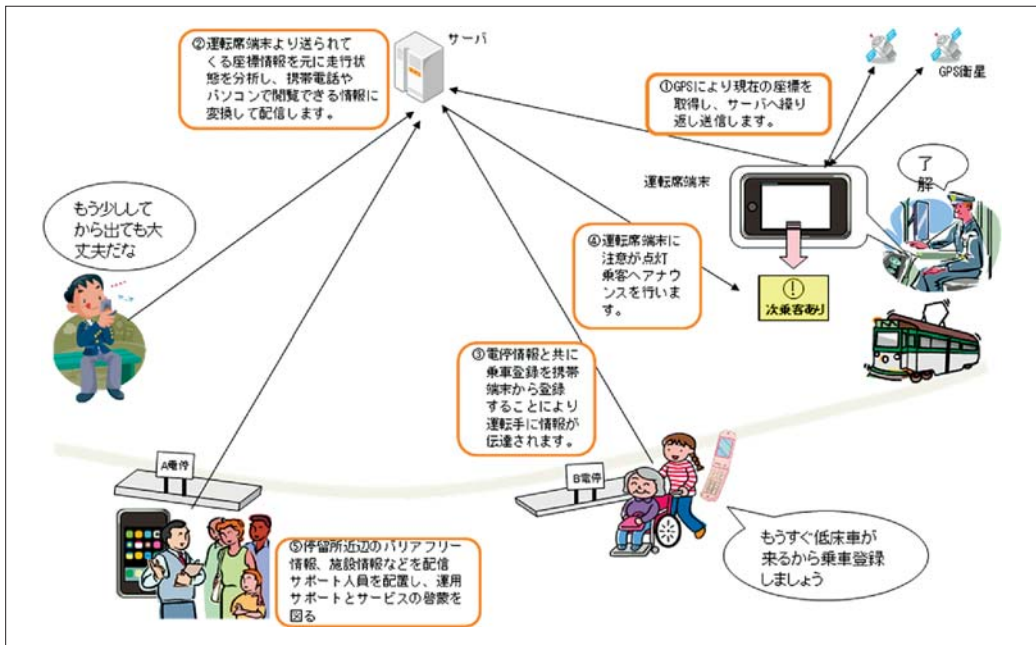 ②運転席端末より送られて
くる座標情報を元に走行状
態を分析し、携帯電話や
パソコンで閲覧できる情報に
変換して配信します。
サーバ
GPS衛星
①GPSにより現在の座標を
取得し、サーバへ繰り
返し送信します。
運転席端末
了
解
もう少しして
から出ても大
丈夫だな
④運転席端末に
注意が点灯
乗客へアナウ
ンスを行いま
す。
!
次乗客あり
③電停情報と共に
乗車登録を携帯
端末から登録
することにより
運転手に情報が
伝達されます。
A電停
B電停
⑤停留所近辺のバリアフリー
情報、施設情報などを配信
サポート人員を配置し、運用
サポートとサービスの啓蒙を
図る
もうすぐ低床車が
来るから乗車登録
しましょう